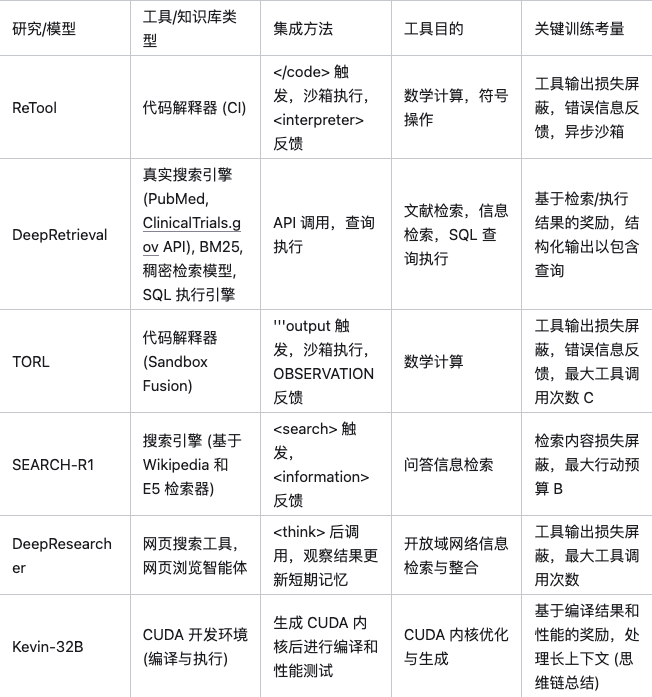 研究/模型
工具/知识库类
型
集成方法
工具目的
关键训练考量
ReTool
代码解释器 (CI)
</code> 触
发，沙箱执行，
<interpreter>
反馈
数学计算，符号
操作
工具输出损失屏
蔽，错误信息反
馈，异步沙箱
DeepRetrieval
真实搜索引擎
(PubMed,
ClinicalTrials.g
ov API), BM25,
稠密检索模型,
SQL 执行引擎
API 调用，查询
执行
文献检索，信息
检索，SQL 查
询执行
基于检索/执行
结果的奖励，结
构化输出以包含
查询
TORL
代码解释器
(Sandbox
Fusion)
'''output 触
发，沙箱执行，
OBSERVATION
反馈
数学计算
工具输出损失屏
蔽，错误信息反
馈，最大工具调
用次数 C
SEARCH-R1
搜索引擎 (基于
Wikipedia 和
E5 检索器)
<search> 触
发，
<information>
反馈
问答信息检索
检索内容损失屏
蔽，最大行动预
算 B
DeepResearch
er
网页搜索工具，
网页浏览智能体
<think> 后调
用，观察结果更
新短期记忆
开放域网络信息
检索与整合
工具输出损失屏
蔽，最大工具调
用次数
Kevin-32B
CUDA 开发环境
(编译与执行)
生成 CUDA 内
核后进行编译和
性能测试
CUDA 内核优化
与生成
基于编译结果和
性能的奖励，处
理长上下文 (思
维链总结)